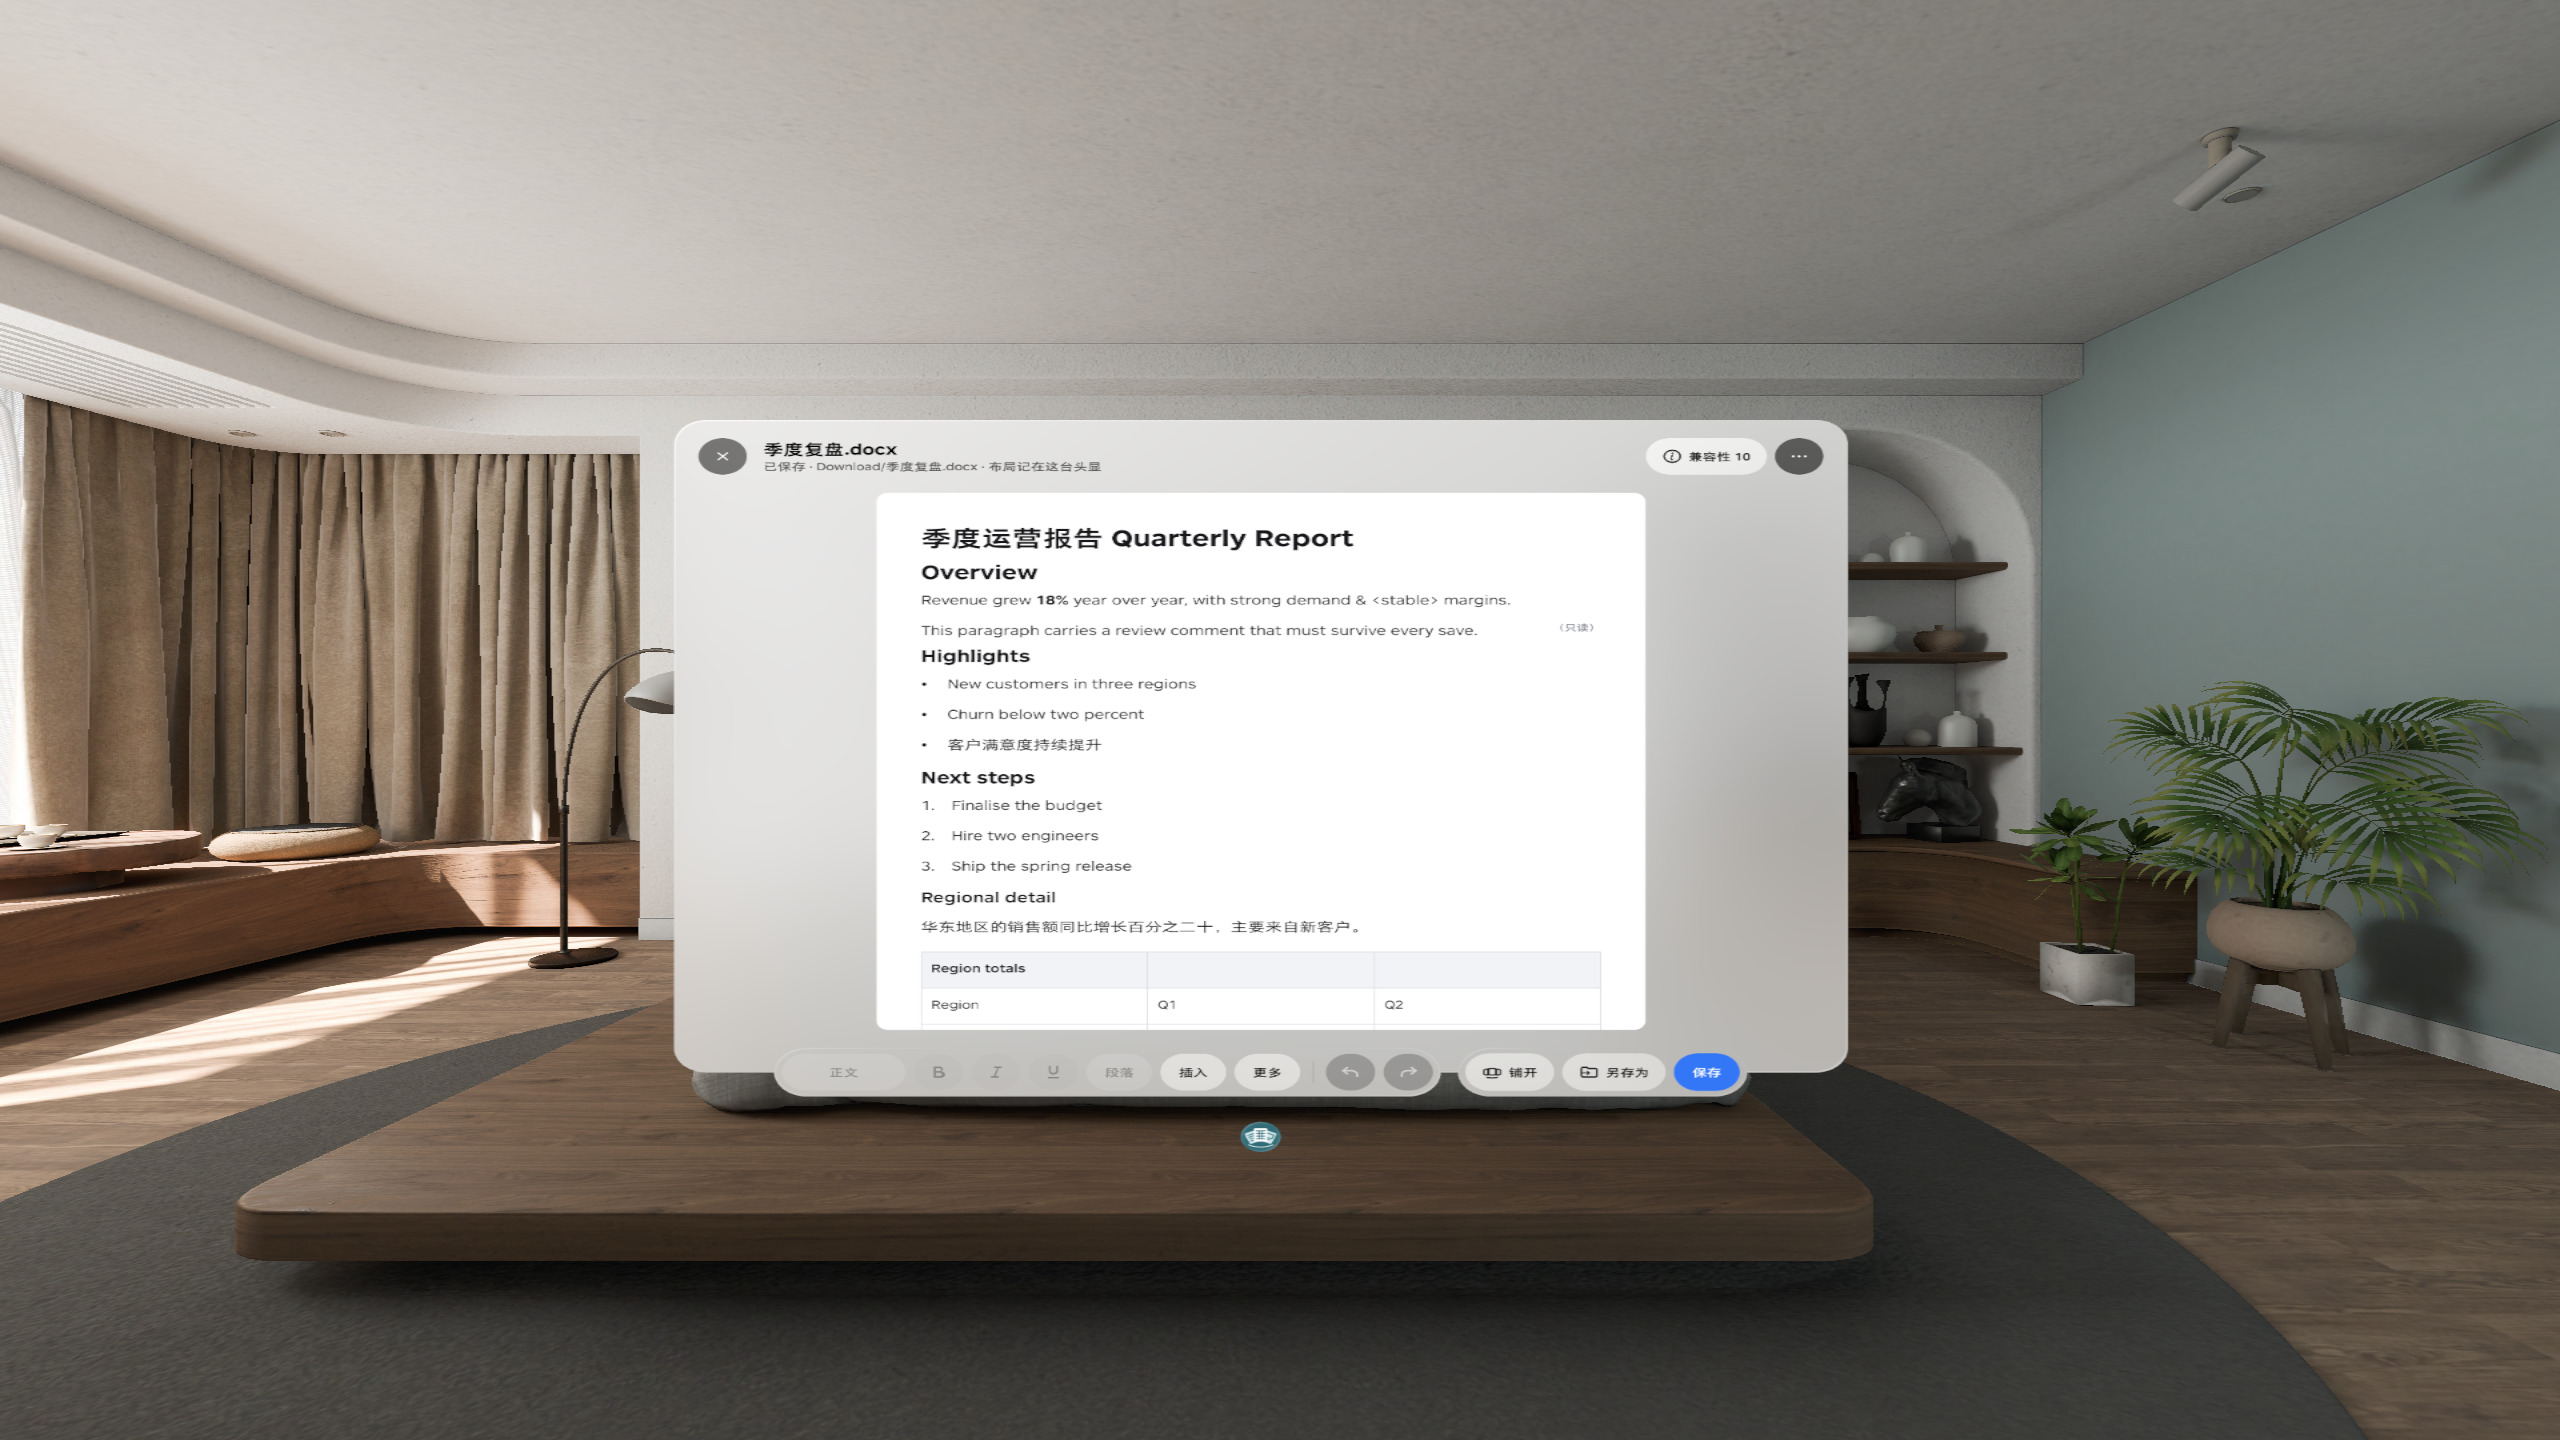 季度复盘.docx
已保存 · Download/季度复盘.docx · 布局记在这台头显
兼容性 10
季度运营报告 Quarterly Report
Overview
Revenue grew 18% year over year, with strong demand & <stable> margins.
This paragraph carries a review comment that must survive every save.
(只读)
Highlights
• New customers in three regions
• Churn below two percent
• 客户满意度持续提升
Next steps
1. Finalise the budget
2. Hire two engineers
3. Ship the spring release
Regional detail
华东地区的销售额同比增长百分之二十，主要来自新客户。
Region totals
Region Q1 Q2
正文 B I U 段落 插入 更多 铺开 另存为 保存